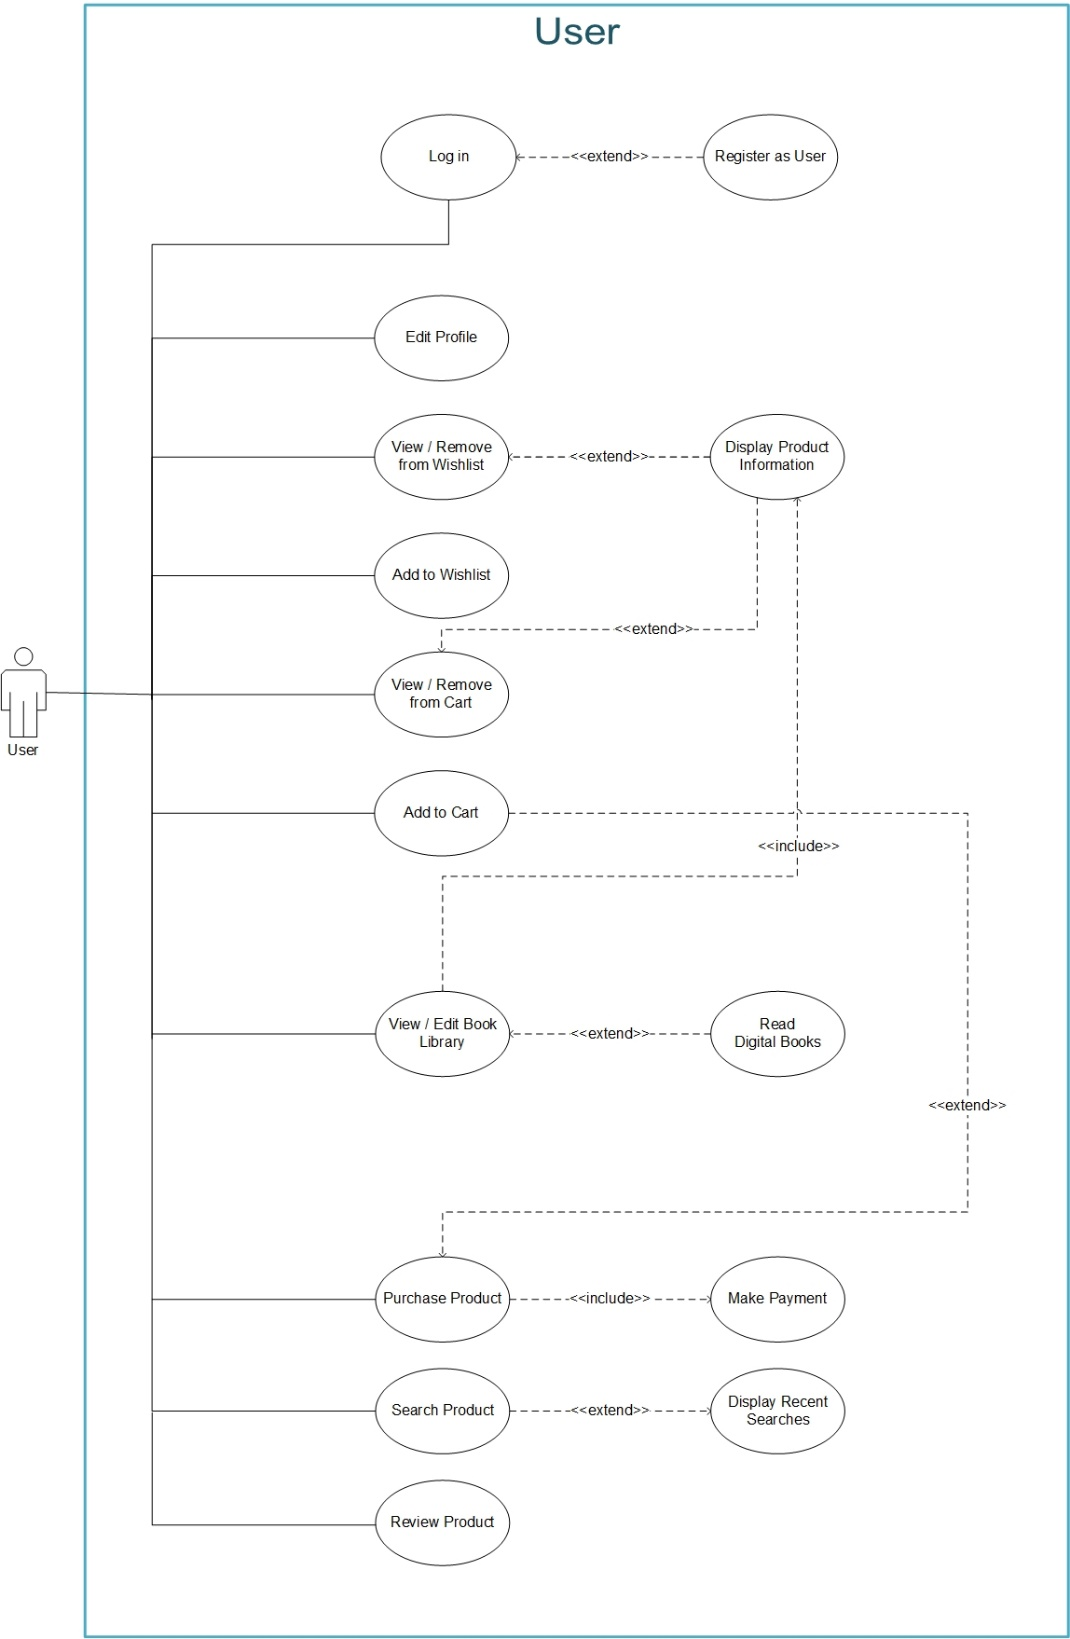 User
Log in
<<extend>>
Register as User
Edit Profile
View / Remove
from Wishlist
<<extend>>
Display Product
Information
Add to Wishlist
<<extend>>
View / Remove
from Cart
User
Add to Cart
<<include>>
View / Edit Book
Library
<<extend>>
Read
Digital Books
<<extend>>
Purchase Product
<<include>>
Make Payment
Search Product
<<extend>>
Display Recent
Searches
Review Product